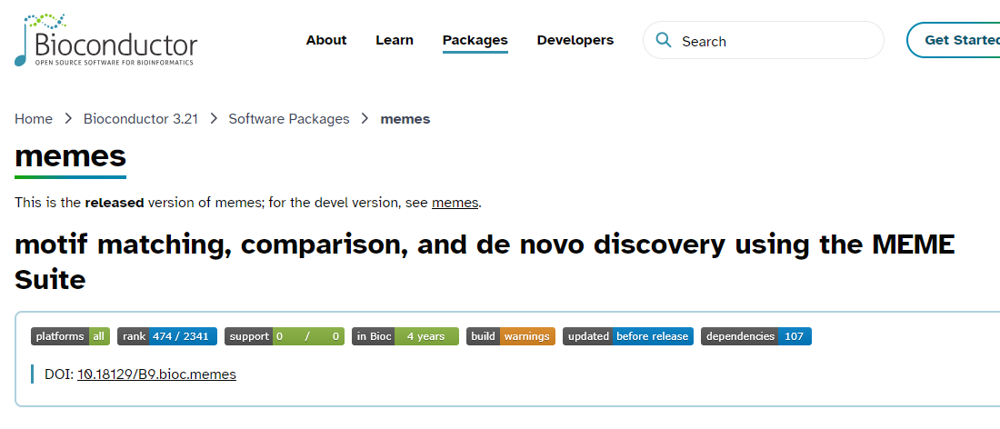 Bioconductor
OPEN SOURCE SOFTWARE FOR BIOINFORMATICS
About Learn Packages Developers Search Get Started
Home > Bioconductor 3.21 > Software Packages > memes
memes
This is the released version of memes; for the devel version, see memes.
motif matching, comparison, and de novo discovery using the MEME
Suite
platforms all rank 474 / 2341 support 0 / 0 in Bioc 4 years build warnings updated before release dependencies 107
DOI: 10.18129/B9.bioc.memes